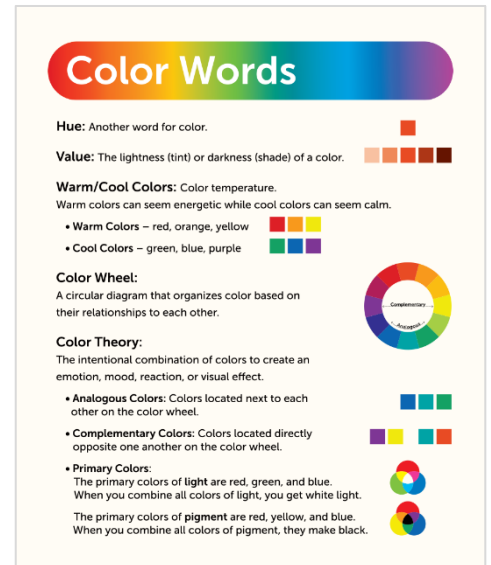 Color Words
Hue: Another word for color.
Value: The lightness (tint) or darkness (shade) of a color.
Warm/Cool Colors: Color temperature.
Warm colors can seem energetic while cool colors can seem calm.
• Warm Colors – red, orange, yellow
• Cool Colors – green, blue, purple
Color Wheel:
A circular diagram that organizes color based on
their relationships to each other.
Complementary
Analogous
Color Theory:
The intentional combination of colors to create an
emotion, mood, reaction, or visual effect.
• Analogous Colors: Colors located next to each
other on the color wheel.
• Complementary Colors: Colors located directly
opposite one another on the color wheel.
• Primary Colors:
The primary colors of light are red, green, and blue.
When you combine all colors of light, you get white light.
The primary colors of pigment are red, yellow, and blue.
When you combine all colors of pigment, they make black.